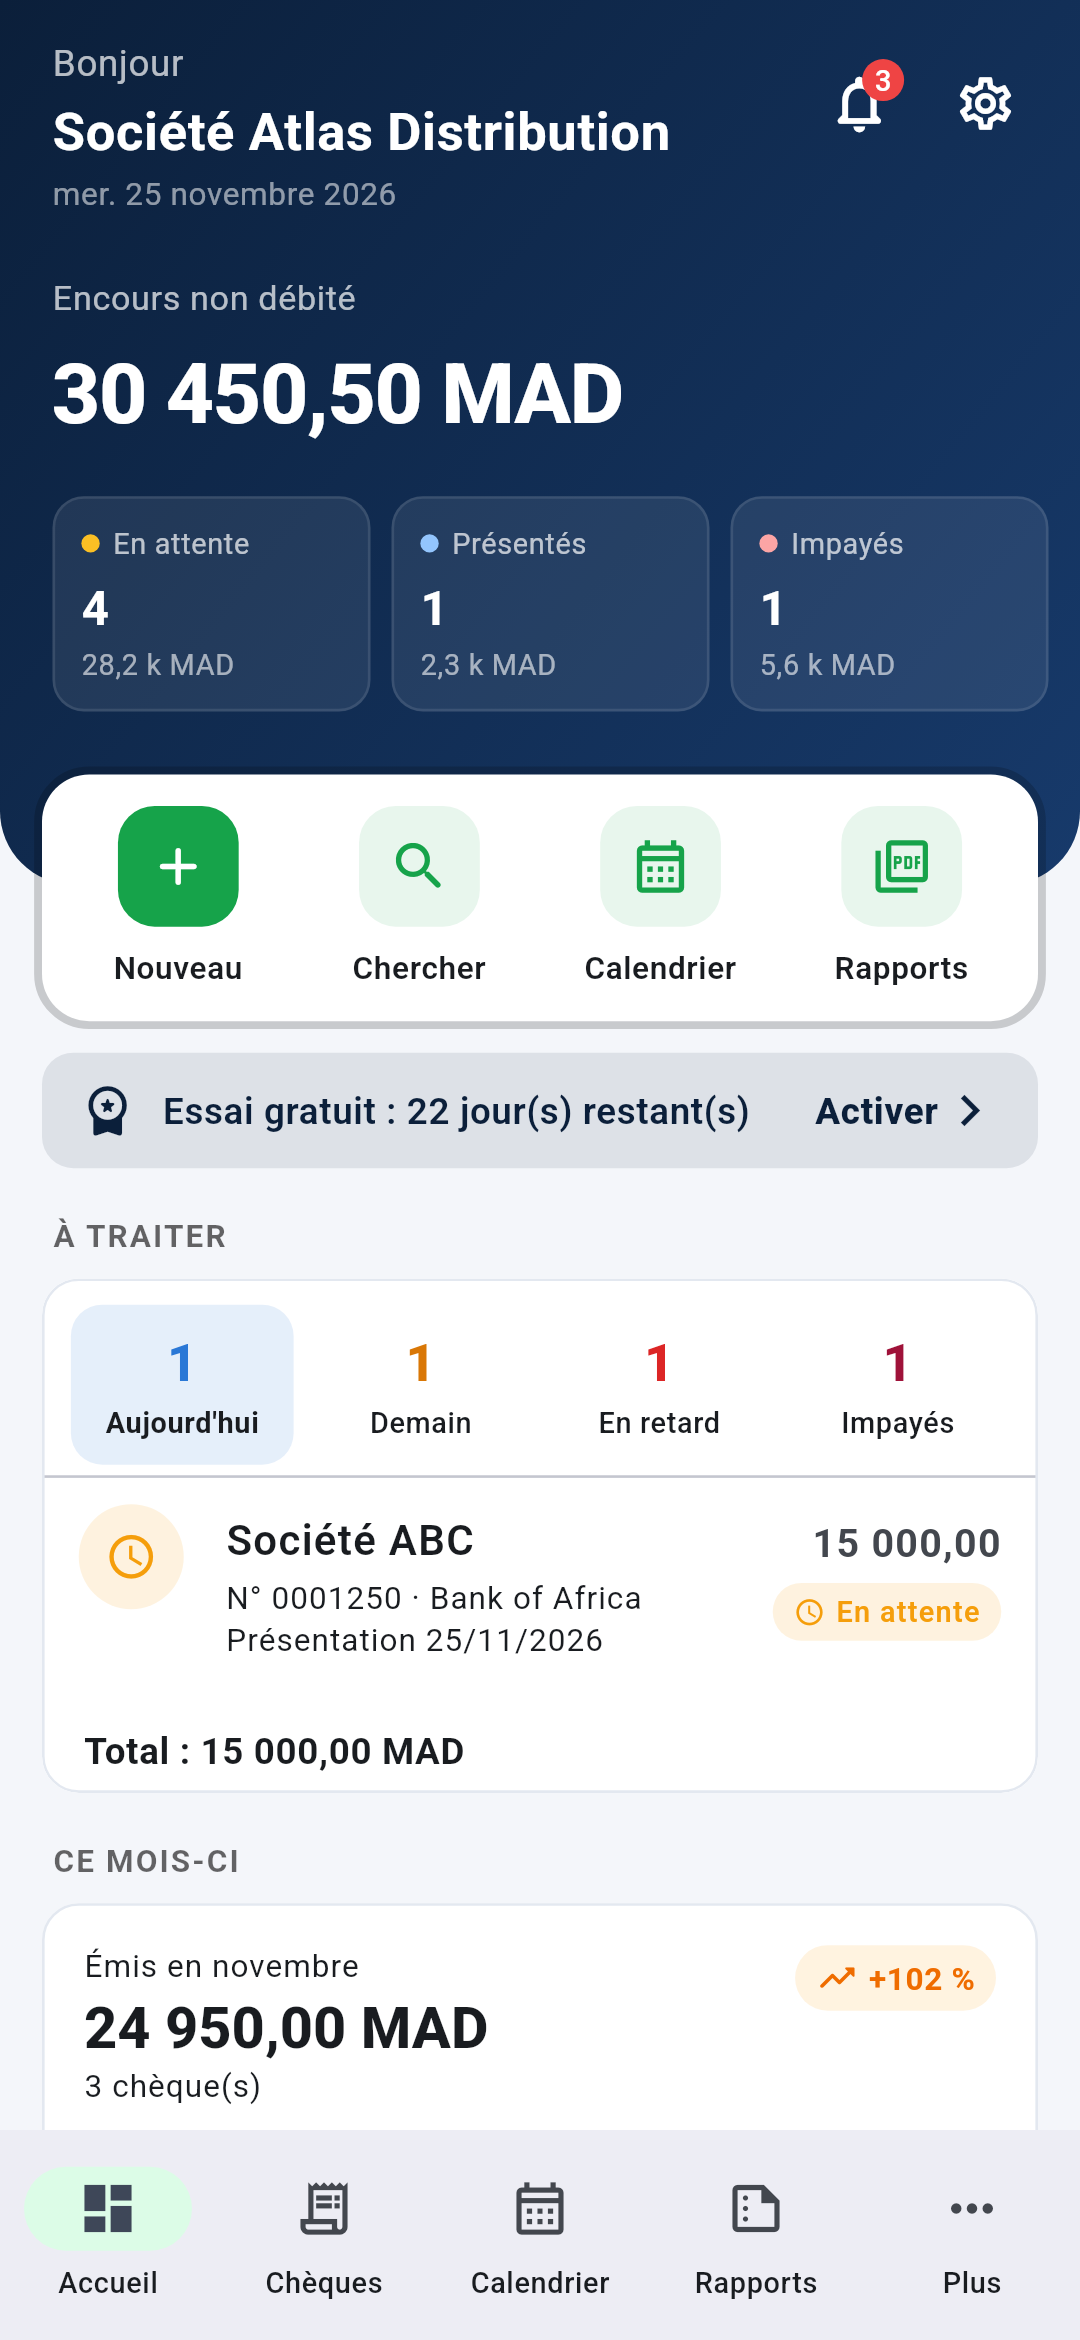 Bonjour
3
Société Atlas Distribution
mer. 25 novembre 2026
Encours non débité
30 450,50 MAD
En attente
4
28,2 k MAD
Présentés
1
2,3 k MAD
Impayés
1
5,6 k MAD
Nouveau
Chercher
Calendrier
PDF
Rapports
Essai gratuit : 22 jour(s) restant(s)
Activer
À TRAITER
1
Aujourd'hui
1
Demain
1
En retard
1
Impayés
Société ABC
15 000,00
N° 0001250 · Bank of Africa
En attente
Présentation 25/11/2026
Total : 15 000,00 MAD
CE MOIS-CI
Émis en novembre
+102 %
24 950,00 MAD
3 chèque(s)
Accueil
Chèques
Calendrier
Rapports
Plus